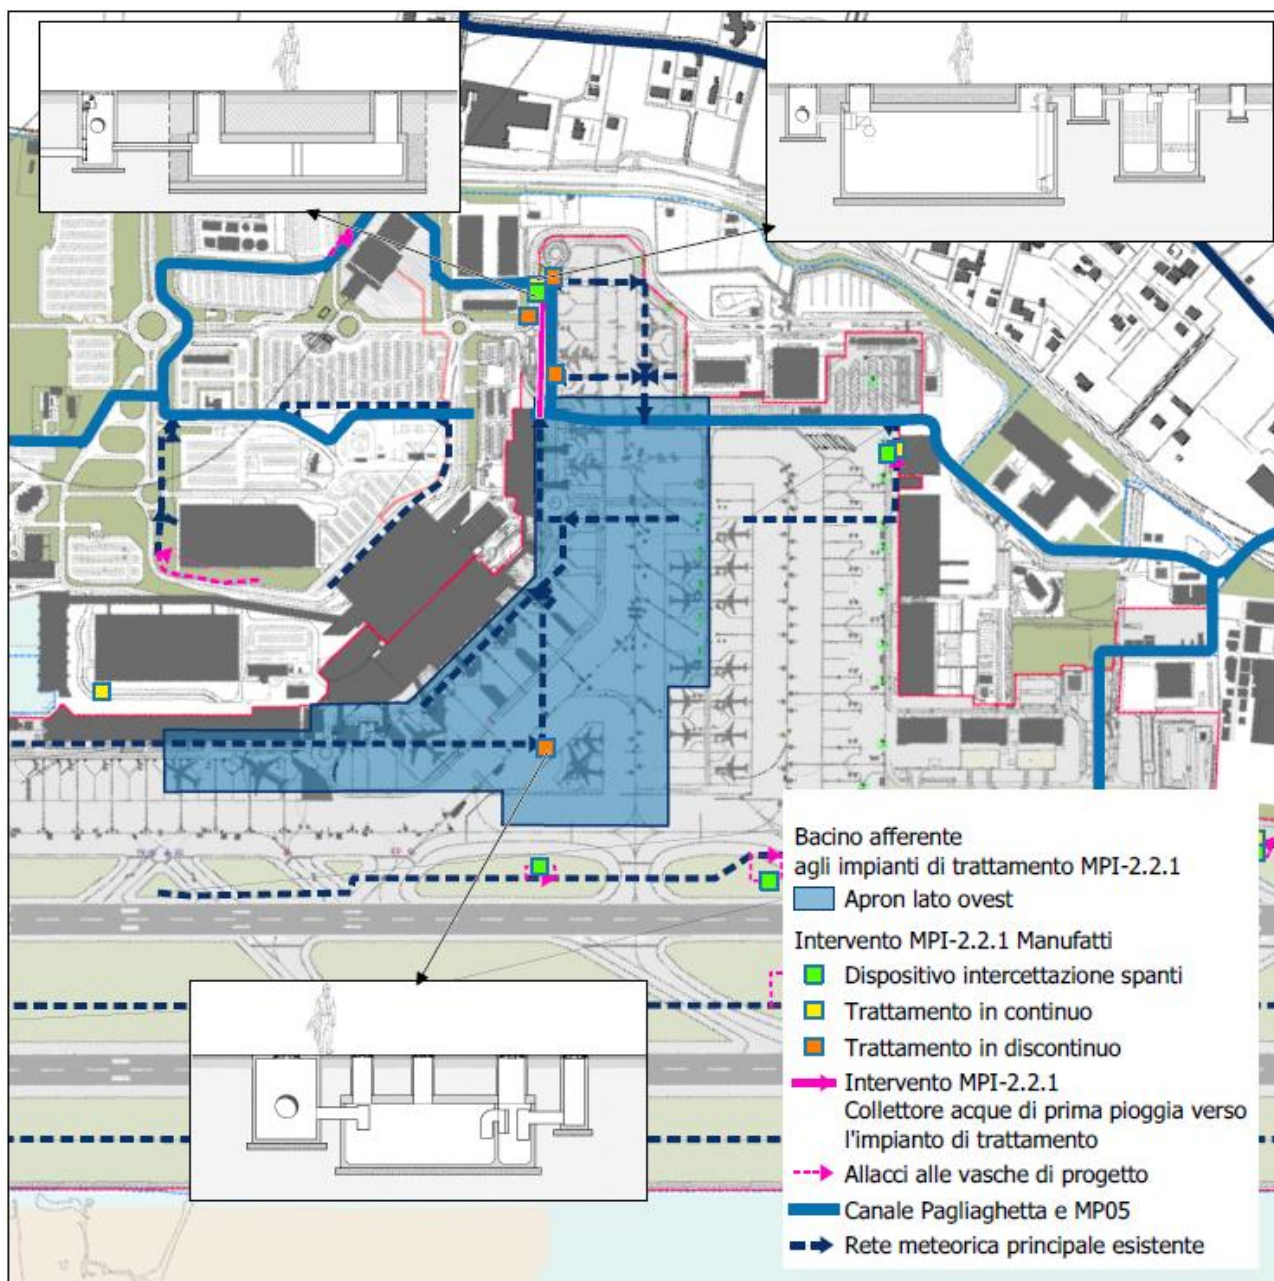 Bacino afferente
agli impianti di trattamento MPI-2.2.1
Apron lato ovest
Intervento MPI-2.2.1 Manufatti
Dispositivo intercettazione spanti
Trattamento in continuo
Trattamento in discontinuo
Intervento MPI-2.2.1
Collettore acque di prima pioggia verso
l'impianto di trattamento
Allacci alle vasche di progetto
Canale Pagliaghetta e MP05
Rete meteorica principale esistente